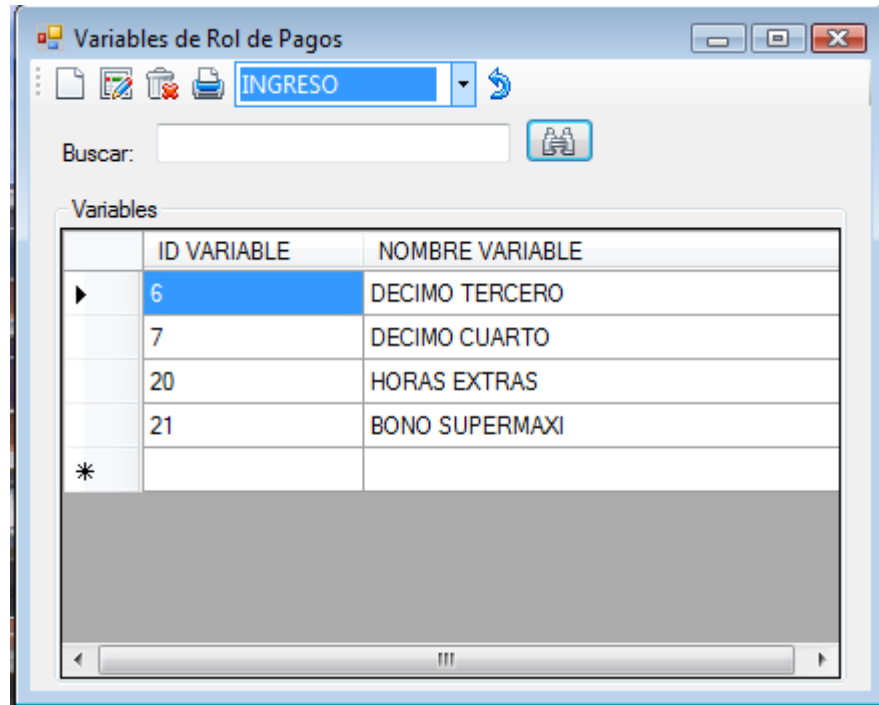 Variables de Rol de Pagos
INGRESO
Buscar:
Variables
ID VARIABLE NOMBRE VARIABLE
6 DECIMO TERCERO
7 DECIMO CUARTO
20 HORAS EXTRAS
21 BONO SUPERMAXI